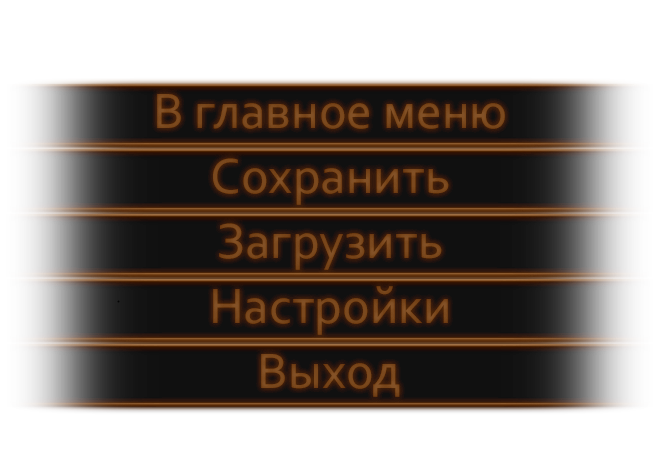 В главное меню
Сохранить
Загрузить
Настройки
Выход